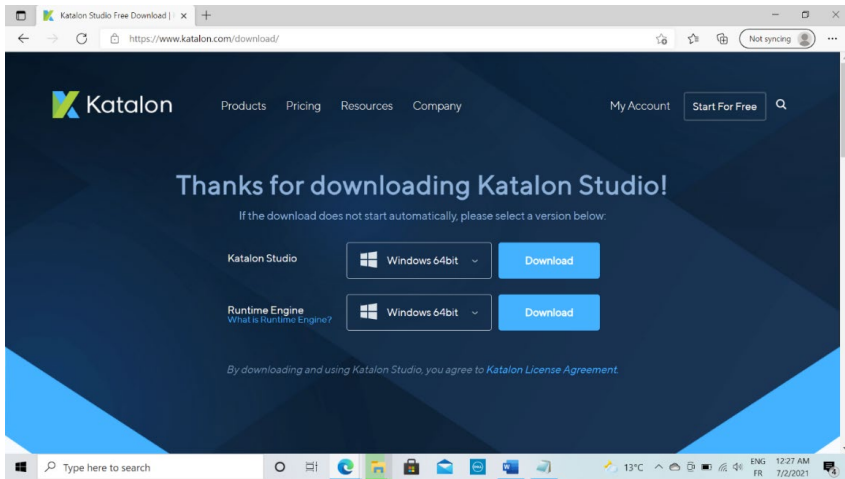 Katalon Studio Free Download |
https://www.katalon.com/download/
Not syncing
Katalon
Products Pricing Resources Company
My Account Start For Free
Thanks for downloading Katalon Studio!
If the download does not start automatically, please select a version below:
Katalon Studio Windows 64bit Download
Runtime Engine Windows 64bit Download
What is Runtime Engine?
By downloading and using Katalon Studio, you agree to Katalon License Agreement.
Type here to search
13°C
ENG 12:27 AM
FR 7/2/2021